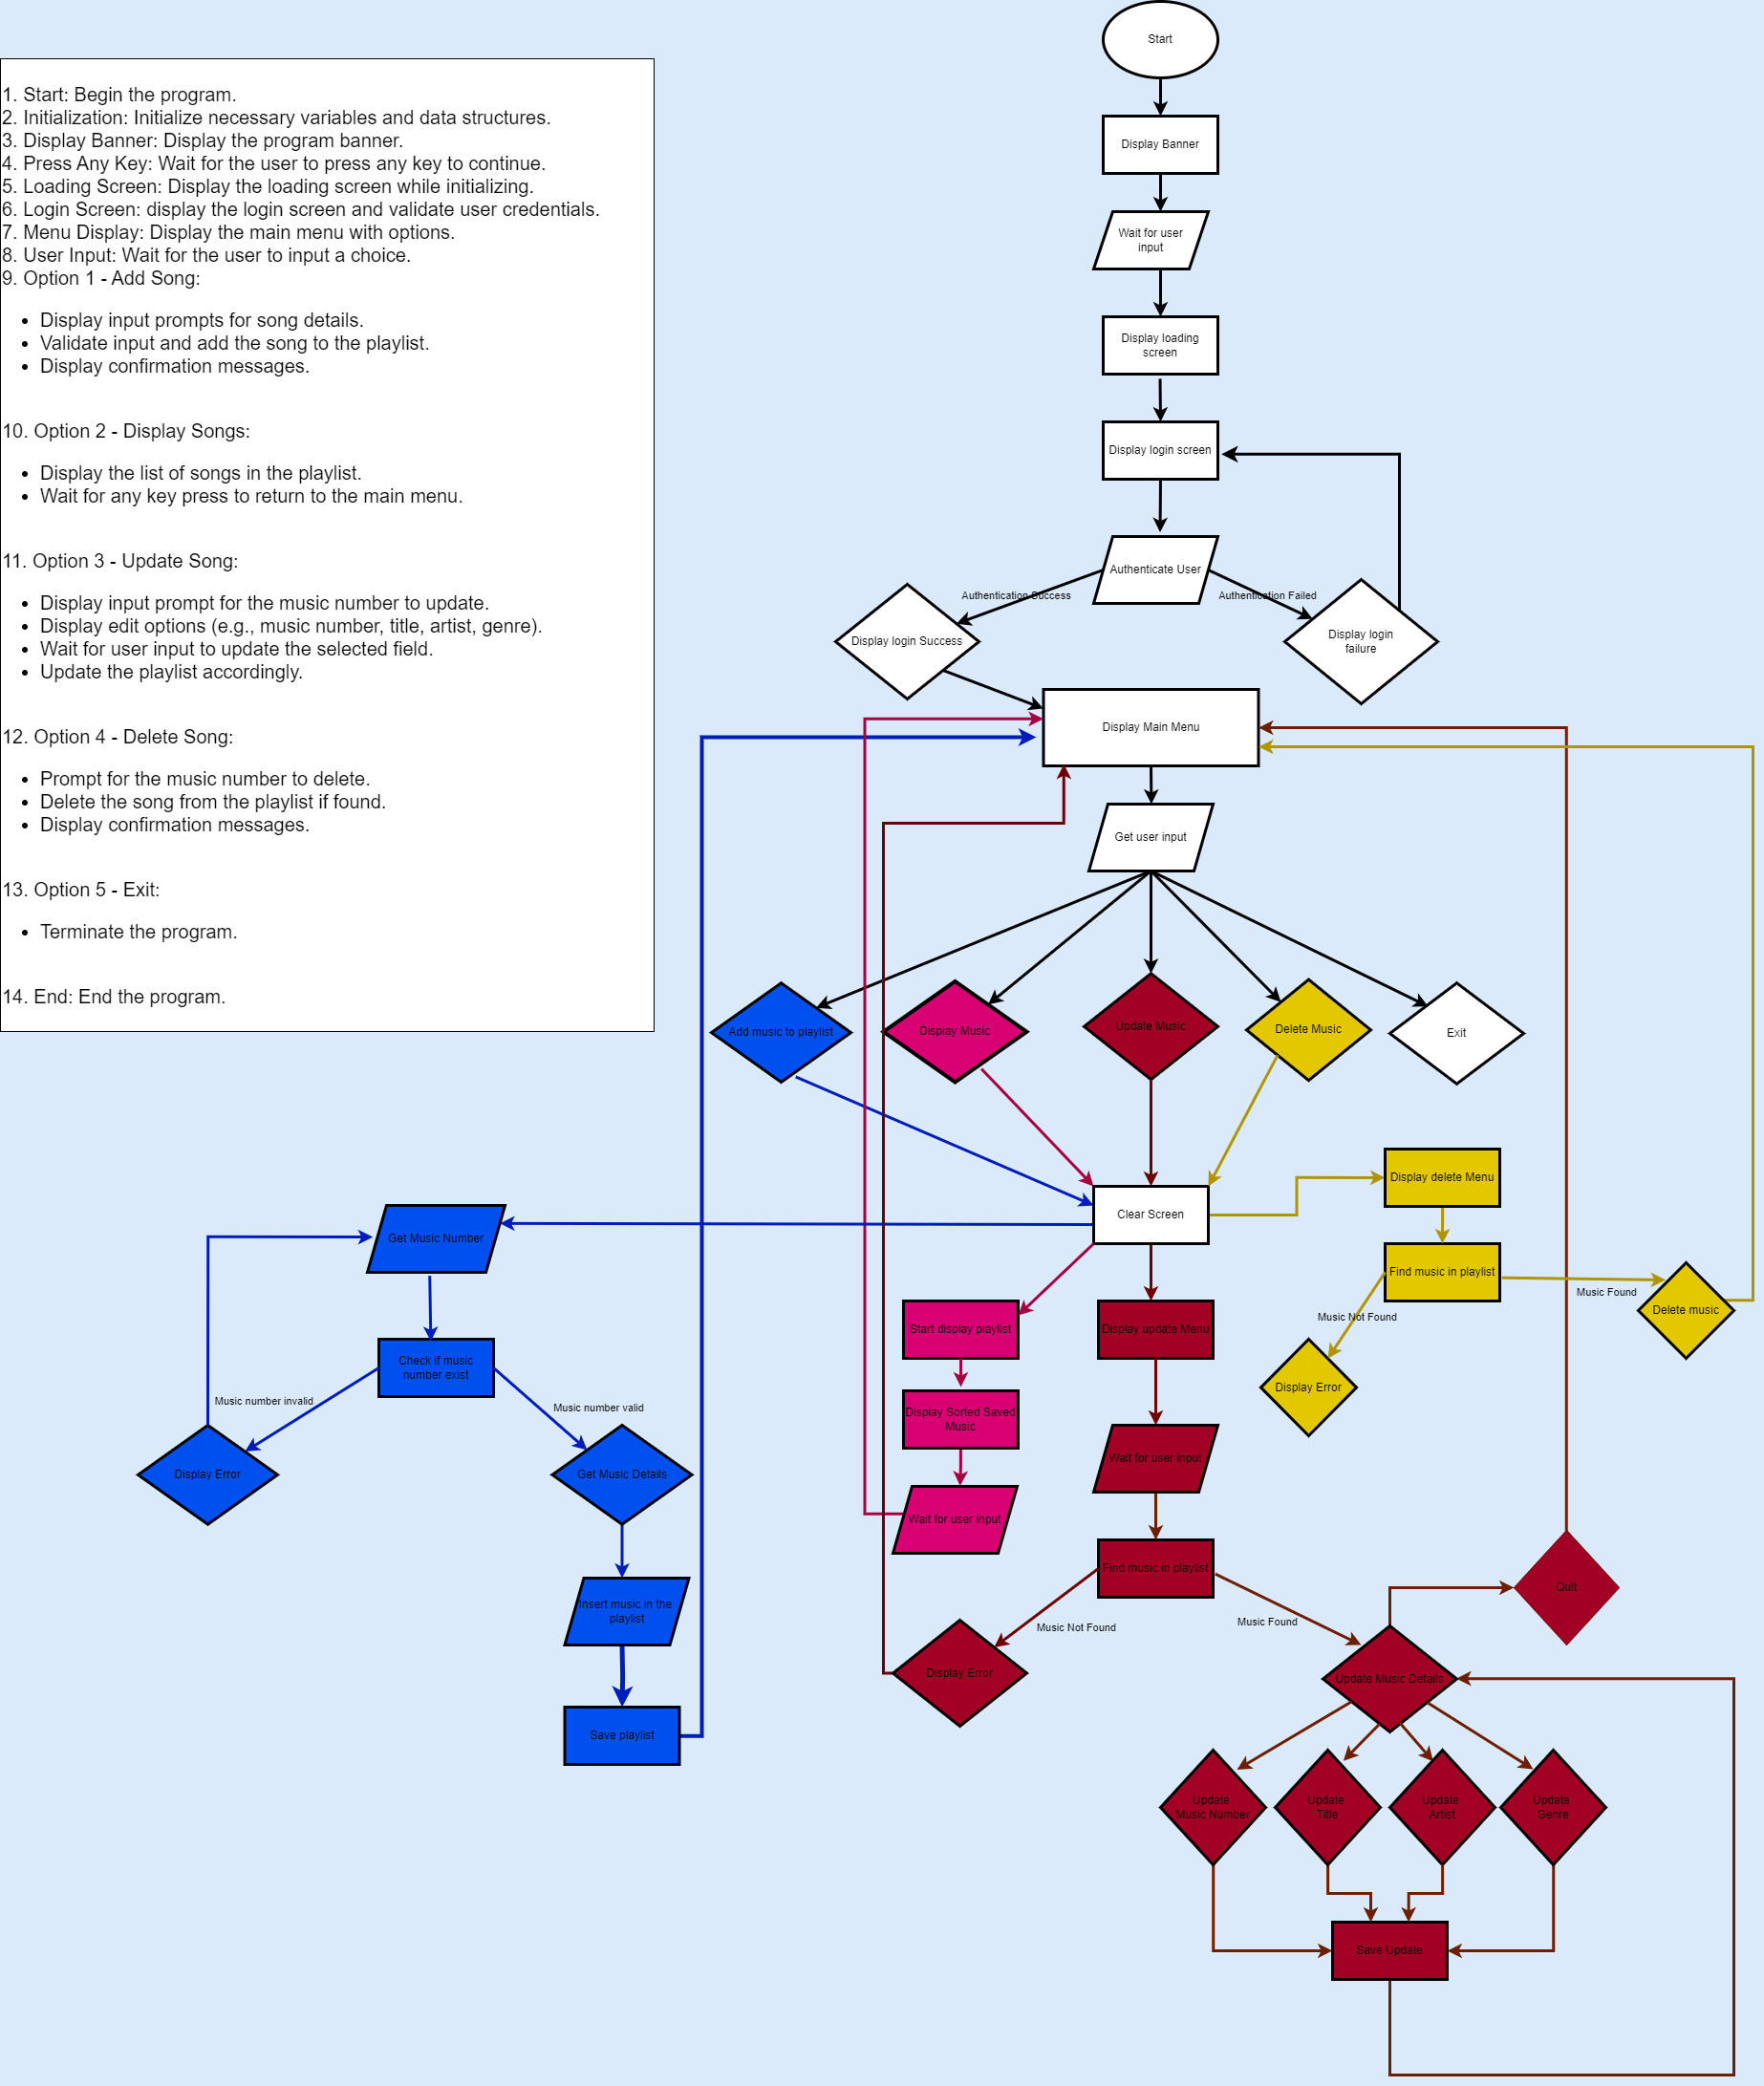 1. Start: Begin the program.
2. Initialization: Initialize necessary variables and data structures.
3. Display Banner: Display the program banner.
4. Press Any Key: Wait for the user to press any key to continue.
5. Loading Screen: Display the loading screen while initializing.
6. Login Screen: display the login screen and validate user credentials.
7. Menu Display: Display the main menu with options.
8. User Input: Wait for the user to input a choice.
9. Option 1 - Add Song:
• Display input prompts for song details.
• Validate input and add the song to the playlist.
• Display confirmation messages.
10. Option 2 - Display Songs:
• Display the list of songs in the playlist.
• Wait for any key press to return to the main menu.
11. Option 3 - Update Song:
• Display input prompt for the music number to update.
• Display edit options (e.g., music number, title, artist, genre).
• Wait for user input to update the selected field.
• Update the playlist accordingly.
12. Option 4 - Delete Song:
• Prompt for the music number to delete.
• Delete the song from the playlist if found.
• Display confirmation messages.
13. Option 5 - Exit:
• Terminate the program.
14. End: End the program.
Start
Display Banner
Wait for user
input
Display loading
screen
Display login screen
Authenticate User
Authentication Success
Authentication Failed
Display login Success
Display login
failure
Display Main Menu
Get user input
Add music to playlist
Display Music
Update Music
Delete Music
Exit
Clear Screen
Get Music Number
Check if music
number exist
Music number invalid
Music number valid
Display Error
Get Music Details
Insert music in the
playlist
Save playlist
Start display playlist
Display Sorted Saved
Music
Wait for user input
Display update Menu
Wait for user input
Find music in playlist
Music Not Found
Music Found
Display Error
Update Music Details
Quit
Update
Music Number
Update
Title
Update
Artist
Update
Genre
Save Update
Display delete Menu
Find music in playlist
Music Not Found
Music Found
Display Error
Delete music